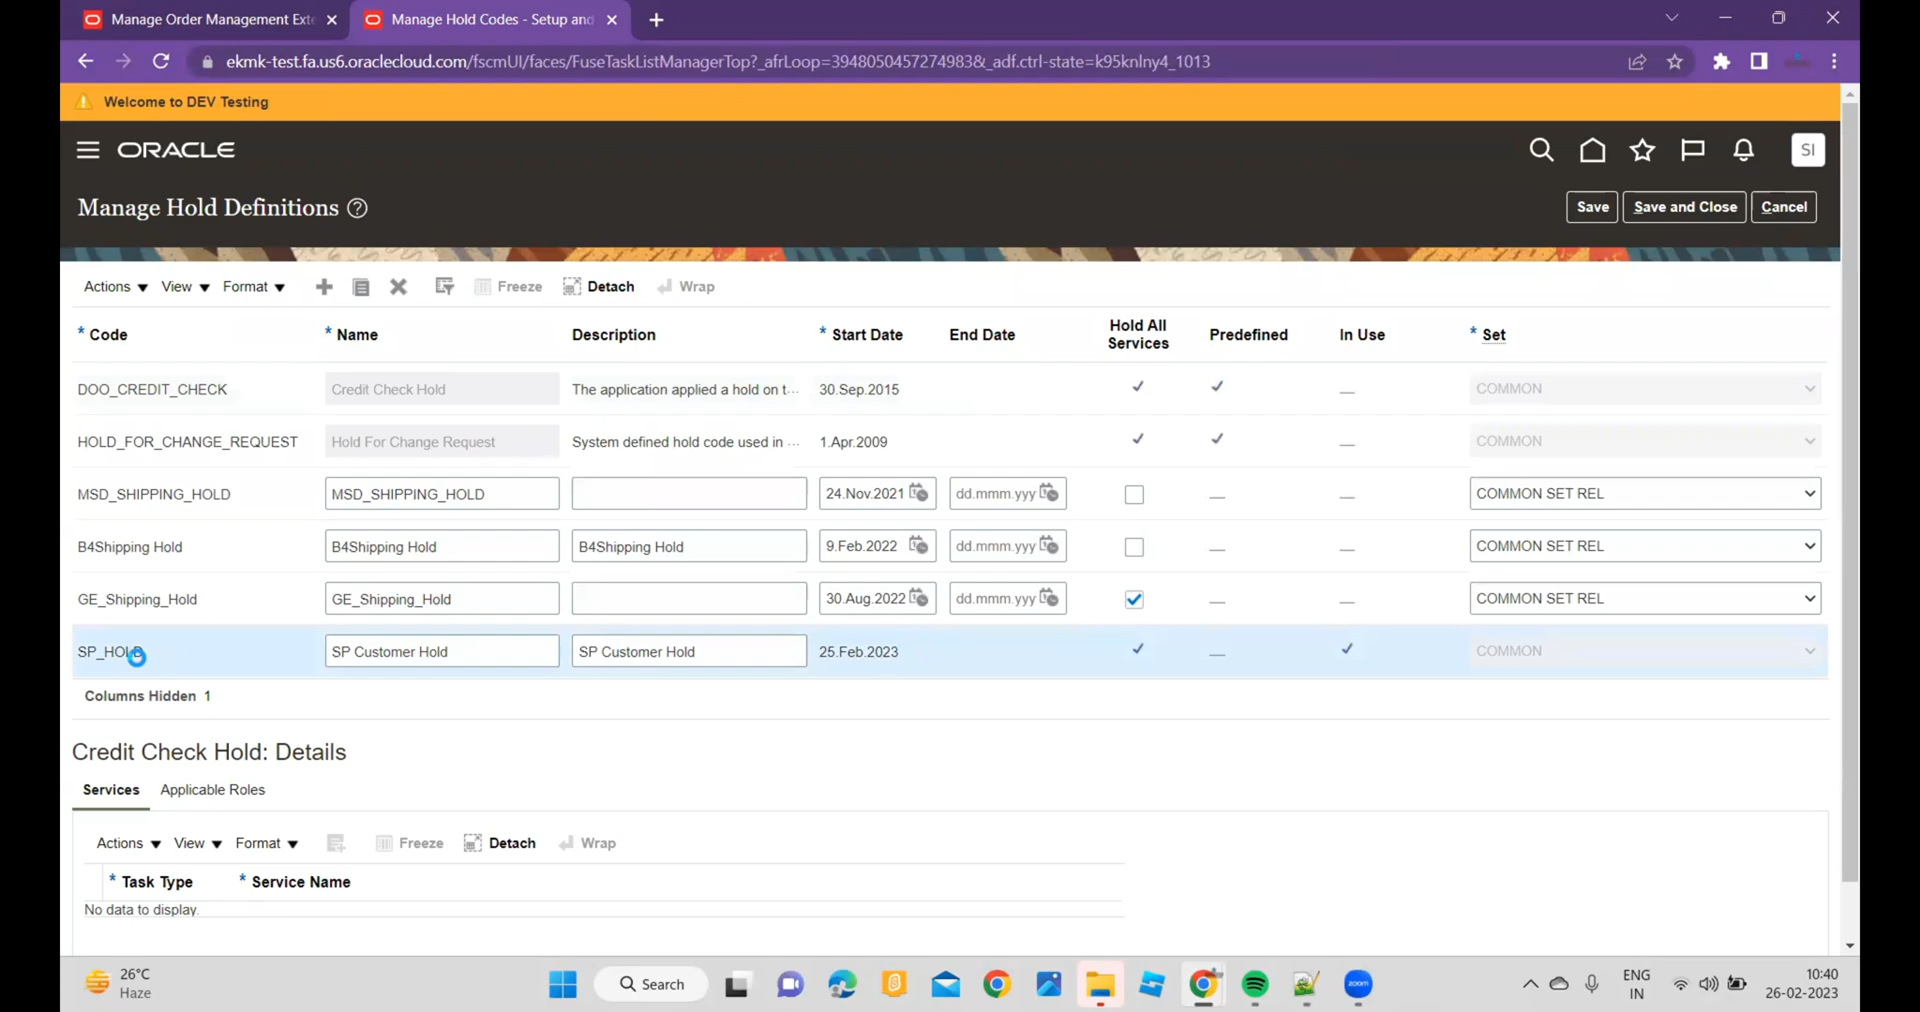 Manage Order Management Exte
Manage Hold Codes - Setup and
ekmk-test.fa.us6.oraclecloud.com/fscmUI/faces/FuseTaskListManagerTop?_afrLoop=39480504572749​83&_adf.ctrl-state=k95knlny4_1013
Welcome to DEV Testing
ORACLE
SI
Manage Hold Definitions ?
Save Save and Close Cancel
Actions View Format Freeze Detach Wrap
* Code * Name Description * Start Date End Date Hold All Services Predefined In Use * Set
DOO_CREDIT_CHECK Credit Check Hold The application applied a hold on t... 30.Sep.2015 COMMON
HOLD_FOR_CHANGE_REQUEST Hold For Change Request System defined hold code used in ... 1.Apr.2009 COMMON
MSD_SHIPPING_HOLD MSD_SHIPPING_HOLD 24.Nov.2021 dd.mmm.yyy COMMON SET REL
B4Shipping Hold B4Shipping Hold B4Shipping Hold 9.Feb.2022 dd.mmm.yyy COMMON SET REL
GE_Shipping_Hold GE_Shipping_Hold 30.Aug.2022 dd.mmm.yyy COMMON SET REL
SP_HOLD SP Customer Hold SP Customer Hold 25.Feb.2023 COMMON
Columns Hidden 1
Credit Check Hold: Details
Services Applicable Roles
Actions View Format Freeze Detach Wrap
* Task Type * Service Name
No data to display.
26°C
Haze
Search
zoom
ENG
IN
10:40
26-02-2023